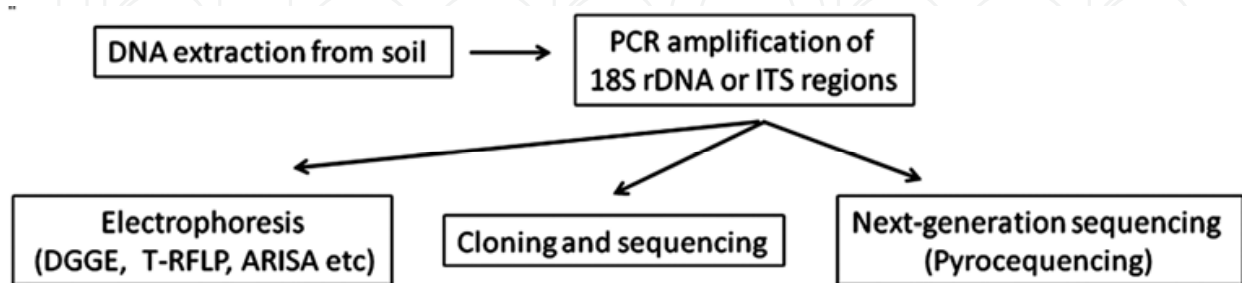 DNA extraction from soil
PCR amplification of
18S rDNA or ITS regions
Electrophoresis
(DGGE, T-RFLP, ARISA etc)
Cloning and sequencing
Next-generation sequencing
(Pyrocequencing)